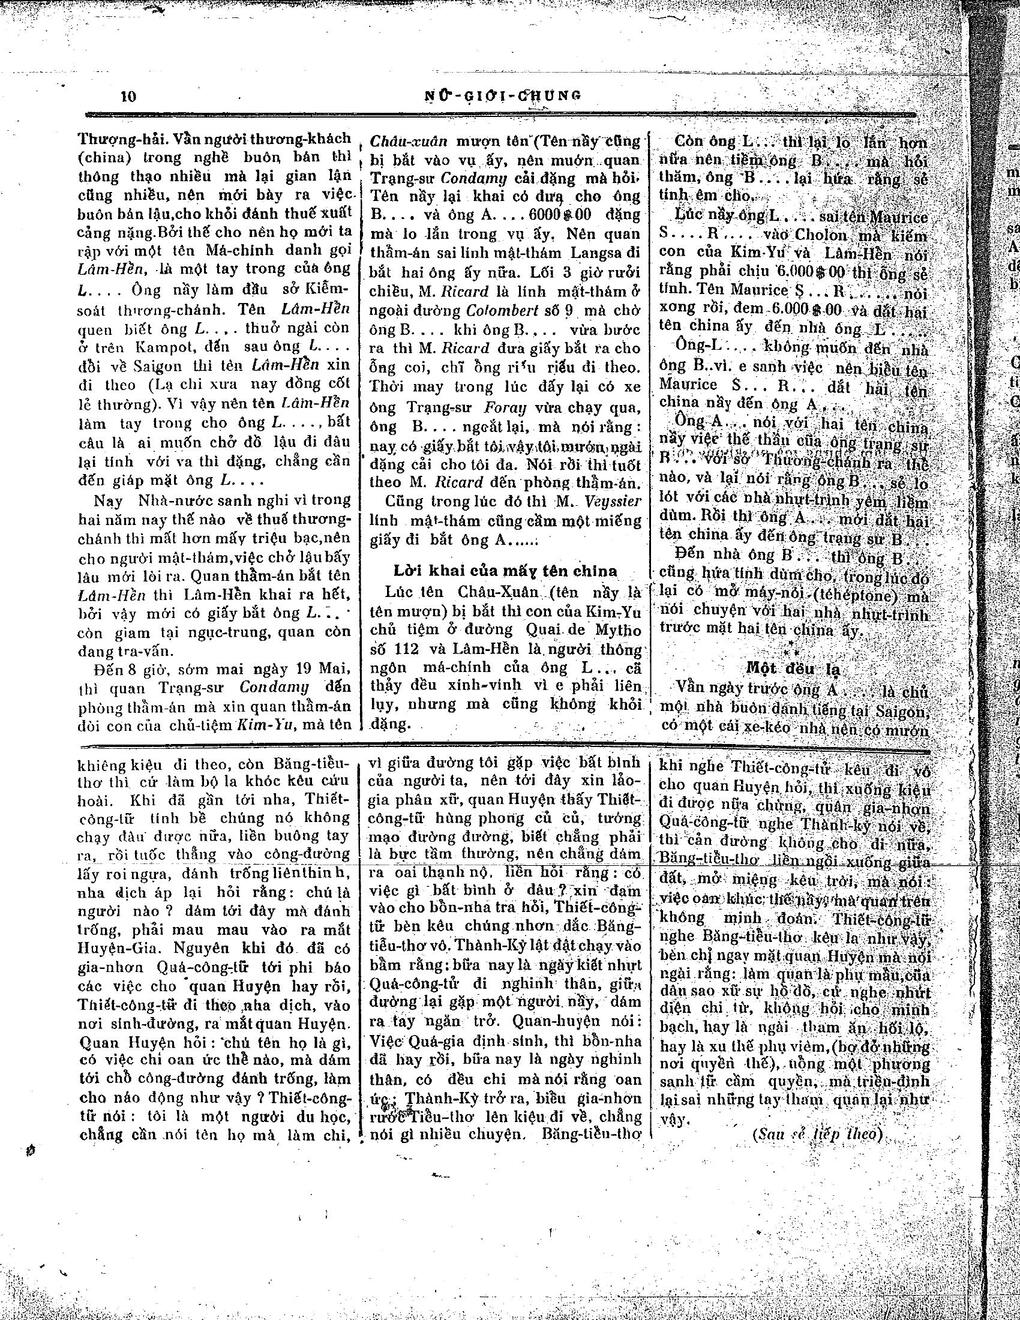 10
NỮ-GIỚI-CHUNG
Thượng-hải. Vẫn người thương-khách
(china) trong nghề buôn bán thì
thông thạo nhiều mà lại gian lận
cũng nhiều, nên mới bày ra việc
buôn bán lậu,cho khỏi đánh thuế xuất
cảng nặng.Bởi thế cho nên họ mới ta
rập với một tên Má-chính danh gọi
Lâm-Hền, là một tay trong của ông
L.... Ông nầy làm đầu sở Kiểm-
soát thương-chánh. Tên Lâm-Hền
quen biết ông L.... thuở ngài còn
ở trên Kampot, đến sau ông L....
đổi về Saigon thì tên Lâm-Hền xin
đi theo (Lạ chi xưa nay đồng cốt
lẻ thường). Vì vậy nên tên Lâm-Hền
làm tay trong cho ông L...., bất
câu là ai muốn chở đồ lậu đi đâu
lại tính với va thì đặng, chẳng cần
đến giáp mặt ông L....
Nay Nhà-nước sanh nghi vì trong
hai năm nay thế nào về thuế thương-
chánh thì mất hơn mấy triệu bạc,nên
cho người mật-thám,việc chở lậu bấy
lâu mới lòi ra. Quan thẩm-án bắt tên
Lâm-Hền thì Lâm-Hền khai ra hết,
bởi vậy mới có giấy bắt ông L...
còn giam tại ngục-trung, quan còn
đang tra-vấn.
Đến 8 giờ, sớm mai ngày 19 Mai,
thì quan Trạng-sư Condamy đến
phòng thẩm-án mà xin quan thẩm-án
đòi con của chủ-tiệm Kim-Yu, mà tên
Châu-xuân mượn tên (Tên nầy cũng
bị bắt vào vụ ấy, nên muớn quan
Trạng-sư Condamy cải đặng mà hỏi.
Tên nầy lại khai có đưa cho ông
B.... và ông A.... 6000$00 đặng
mà lo lắn trong vụ ấy. Nên quan
thẩm-án sai lính mật-thám Langsa đi
bắt hai ông ấy nữa. Lối 3 giờ rưởi
chiều, M. Ricard là lính mật-thám ở
ngoài đường Colombert số 9 mà chờ
ông B.... khi ông B.... vừa bước
ra thì M. Ricard đưa giấy bắt ra cho
ông coi, chỉ ông riu riểu đi theo.
Thời may trong lúc đấy lại có xe
ông Trạng-sư Foray vừa chạy qua,
ông B.... ngoắt lại, mà nói rằng:
nay có giấy bắt tôi,vậy tôi mướn ngài
đặng cải cho tôi đa. Nói rồi thì tuốt
theo M. Ricard đến phòng thẩm-án.
Cũng trong lúc đó thì M. Veyssier
lính mật-thám cũng cầm một miếng
giấy đi bắt ông A......
Lời khai của mấy tên china
Lúc tên Châu-Xuân (tên nầy là
tên mượn) bị bắt thì con của Kim-Yu
chủ tiệm ở đường Quai de Mytho
số 112 và Lâm-Hền là người thông
ngôn má-chính của ông L... cả
thảy đều xinh-vinh vì e phải liên
lụy, nhưng mà cũng không khỏi
đặng.
Còn ông L... thì lại lo lắn hơn
nữa nên tiềm ông B.... mà hỏi
thăm, ông B.... lại hứa rằng sẻ
tính êm cho.
Lúc nầy ông L.... sai tên Maurice
S....R.... vào Cholon mà kiếm
con của Kim-Yu và Lâm-Hền nói
rằng phải chịu 6.000$00 thì ông sẻ
tính. Tên Maurice S...R...... nói
xong rồi, đem 6.000$00 và dắt hai
tên china ấy đến nhà ông L.....
Ông-L.... không muốn đến nhà
ông B..vì. e sanh việc nên biểu tên
Maurice S... R... dắt hai tên
china nầy đến ông A...
Ông A... nói với hai tên china
nầy việc thế thần của ông trạng sư
B... với sở Thương-chánh ra thế
nào, và lại nói rằng ông B... sẻ lo
lót với các nhà nhựt-trình yêm liềm
dùm. Rồi thì ông A... mới dắt hai
tên china ấy đến ông trạng sư B...
Đến nhà ông B... thì ông B...
cũng hứa tính dùm cho, trong lúc đó
lại có mở máy-nói (téhéptone) mà
nói chuyện với hai nhà nhựt-trình
trước mặt hai tên china ấy.
Một đều lạ
Vẫn ngày trước ông A.... là chủ
một nhà buôn danh tiếng tại Saigon,
có một cái xe-kéo nhà nên có mướn
khiêng kiệu đi theo, còn Băng-tiểu-
thơ thì cứ làm bộ la khóc kêu cứu
hoài. Khi đã gần tới nha, Thiết-
công-tử tính bề chúng nó không
chạy đàu được nữa, liền buông tay
ra, rồi tuốc thẳng vào công-đường
lấy roi ngựa, đánh trống liên thinh,
nha dịch áp lại hỏi rằng: chú là
người nào? dám tới đây mà đánh
trống, phải mau mau vào ra mắt
Huyện-Gia. Nguyên khi đó đã có
gia-nhơn Quá-công-tử tới phi báo
các việc cho quan Huyện hay rồi,
Thiết-công-tử đi theo nha dịch, vào
nơi sính-đường, ra mắt quan Huyện.
Quan Huyện hỏi: chú tên họ là gì,
có việc chi oan ức thế nào, mà dám
tới chỗ công-đường đánh trống, làm
cho náo động như vậy? Thiết-công-
tử nói: tôi là một người du học,
chẳng cần nói tên họ mà làm chi,
vì giữa đường tôi gặp việc bất bình
của người ta, nên tới đây xin lảo-
gia phân xử, quan Huyện thấy Thiết-
công-tử hùng phong củ củ, tướng
mạo đường đường, biết chẳng phải
là bực tầm thường, nên chẳng dám
ra oai thạnh nộ, liền hỏi rằng: có
việc gì bất bình ở đâu? xin đam
vào cho bổn-nha tra hỏi, Thiết-công-
tử bèn kêu chúng nhơn dắc Băng-
tiểu-thơ vô. Thành-Kỳ lật đật chạy vào
bẩm rằng; bữa nay là ngày kiết nhựt
Quá-công-tử đi nghinh thân, giữa
đường lại gặp một người nầy, dám
ra tay ngăn trở. Quan-huyện nói:
Việc Quá-gia định sính, thì bổn-nha
đã hay rồi, bữa nay là ngày nghinh
thân, có đều chi mà nói rằng oan
ức; Thành-Kỳ trở ra, biểu gia-nhơn
rước Tiểu-thơ lên kiệu đi về, chẳng
nói gì nhiều chuyện. Băng-tiểu-thơ
khi nghe Thiết-công-tử kêu đi vô
cho quan Huyện hỏi, thì xuống kiệu
đi được nữa chừng, quân gia-nhơn
Quá-công-tử nghe Thành-kỳ nói về,
thì cản đường không cho đi nữa,
Băng-tiểu-thơ liền ngồi xuống giữa
đất, mở miệng kêu trời, mà nói:
việc oan khúc thế nầy, mà quan trên
không minh đoán. Thiết-công-tử
nghe Băng-tiểu-thơ kêu la như vậy,
bèn chỉ ngay mặt quan Huyện mà nói
ngài rằng: làm quan là phụ mẫu của
dân sao xử sự hồ đồ, cứ nghe nhứt
diện chi từ, không hỏi cho minh
bạch, hay là ngài tham ăn hối lộ,
hay là xu thế phụ viêm,(bợ đở những
nơi quyền thế), uổng một phương
sanh tử cầm quyền, mà triều-đình
lại sai những tay tham quan lại như
vậy.
(Sau sẻ tiếp theo)